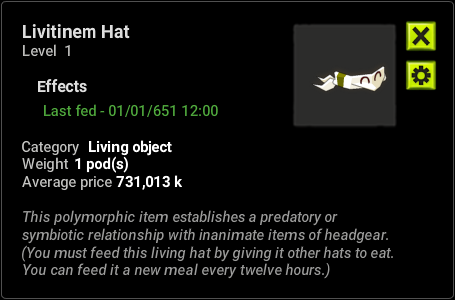 Livitinem Hat
Level 1
Effects
Last fed - 01/01/651 12:00
Category Living object
Weight 1 pod(s)
Average price 731,013 k
This polymorphic item establishes a predatory or
symbiotic relationship with inanimate items of headgear.
(You must feed this living hat by giving it other hats to eat.
You can feed it a new meal every twelve hours.)